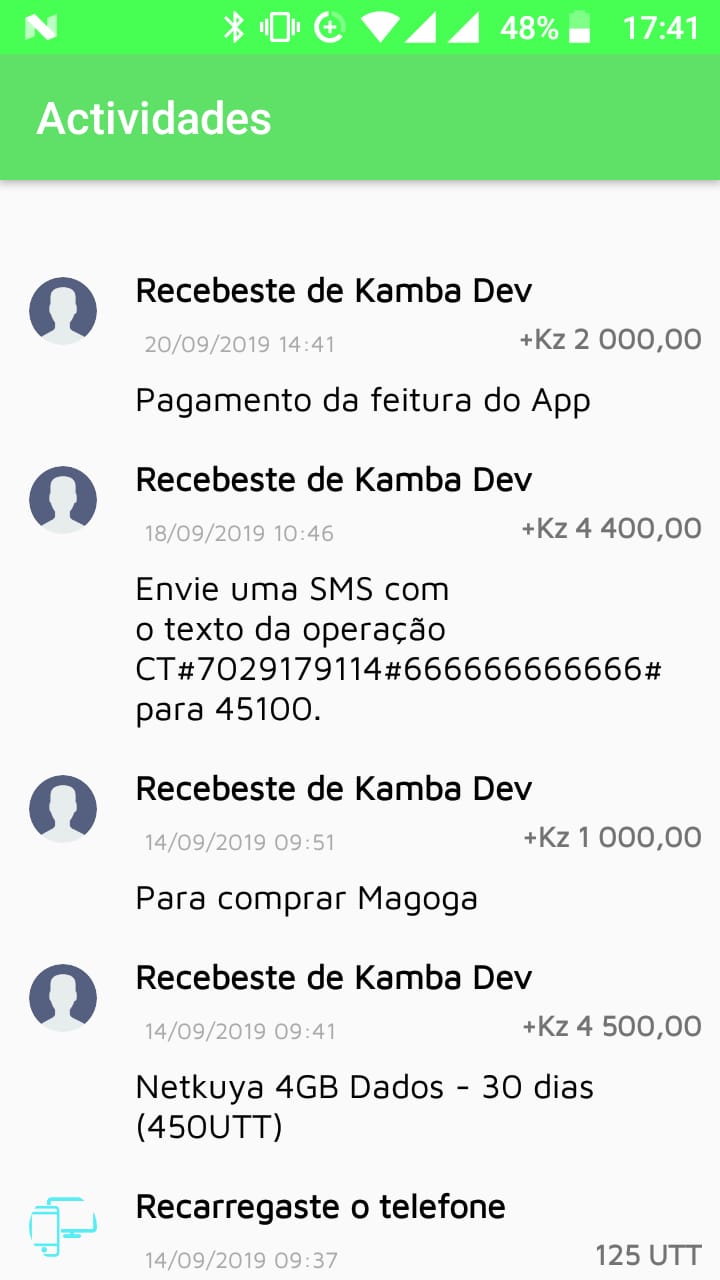 48% 17:41
Actividades
Recebeste de Kamba Dev
20/09/2019 14:41 +Kz 2 000,00
Pagamento da feitura do App
Recebeste de Kamba Dev
18/09/2019 10:46 +Kz 4 400,00
Envie uma SMS com
o texto da operação
CT#7029179114#666666666666#
para 45100.
Recebeste de Kamba Dev
14/09/2019 09:51 +Kz 1 000,00
Para comprar Magoga
Recebeste de Kamba Dev
14/09/2019 09:41 +Kz 4 500,00
Netkuya 4GB Dados - 30 dias
(450UTT)
Recarregaste o telefone
14/09/2019 09:37 125 UTT